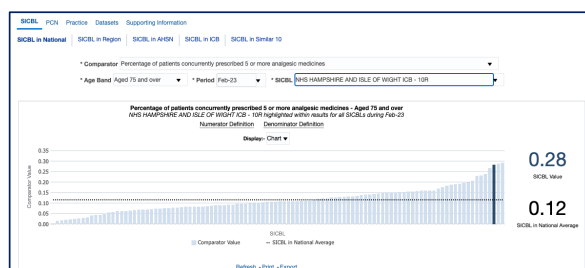 SICBL PCN Practice Datasets Supporting Information
SICBL in National SICBL in Region SICBL in AHSN SICBL in ICB SICBL in Similar 10
* Comparator Percentage of patients concurrently prescribed 5 or more analgesic medicines
* Age Band Aged 75 and over * Period Feb-23 * SICBL NHS HAMPSHIRE AND ISLE OF WIGHT ICB - 10R
Percentage of patients concurrently prescribed 5 or more analgesic medicines - Aged 75 and over
NHS HAMPSHIRE AND ISLE OF WIGHT ICB - 10R highlighted within results for all SICBLs during Feb-23
Numerator Definition Denominator Definition
Display:- Chart
0.35
0.30
0.25
0.20
0.15
0.10
0.05
0.00
Comparator Value
SICBL
Comparator Value SICBL in National Average
0.28
SICBL Value
0.12
SICBL in National Average
Refresh - Print - Export